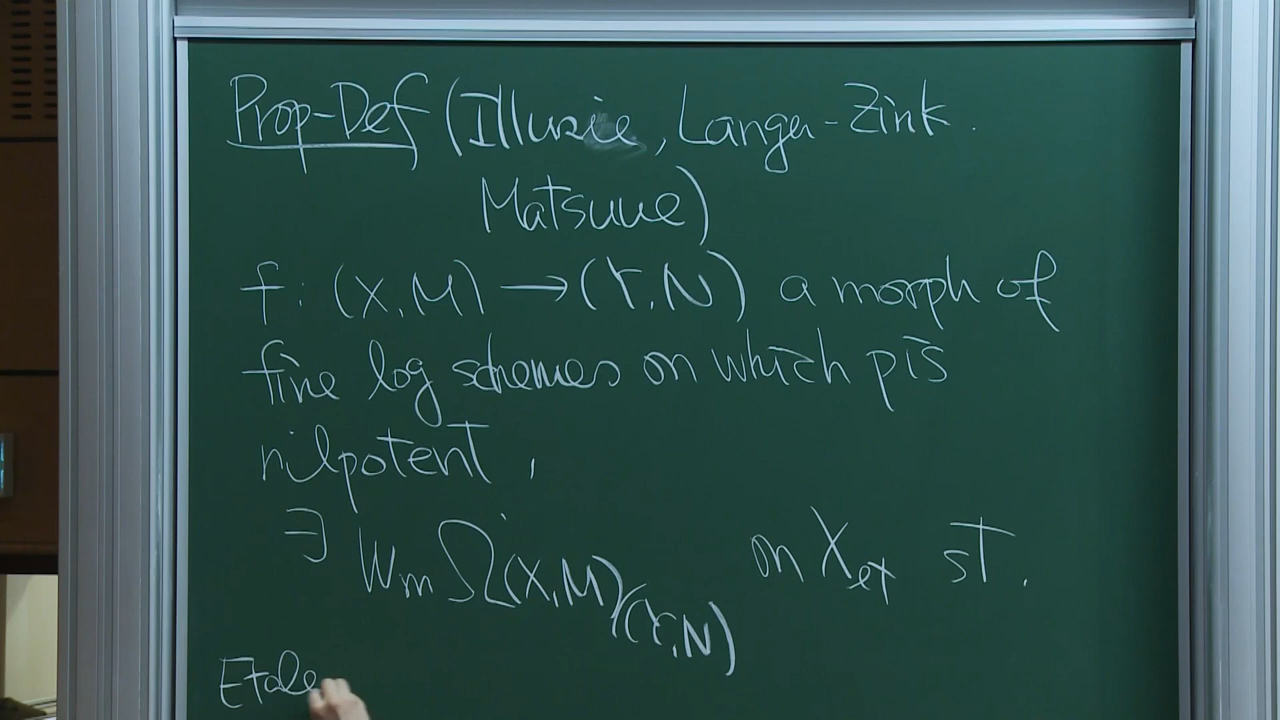 Prop-Def (Illusie, Langer-Zink.
Matsuue)
f: (X,M) → (Y,N) a morph of
fine log schemes on which p is
nilpotent,
∃ WmΩ˙(X,M)/(Y,N) on Xet st.
Etale